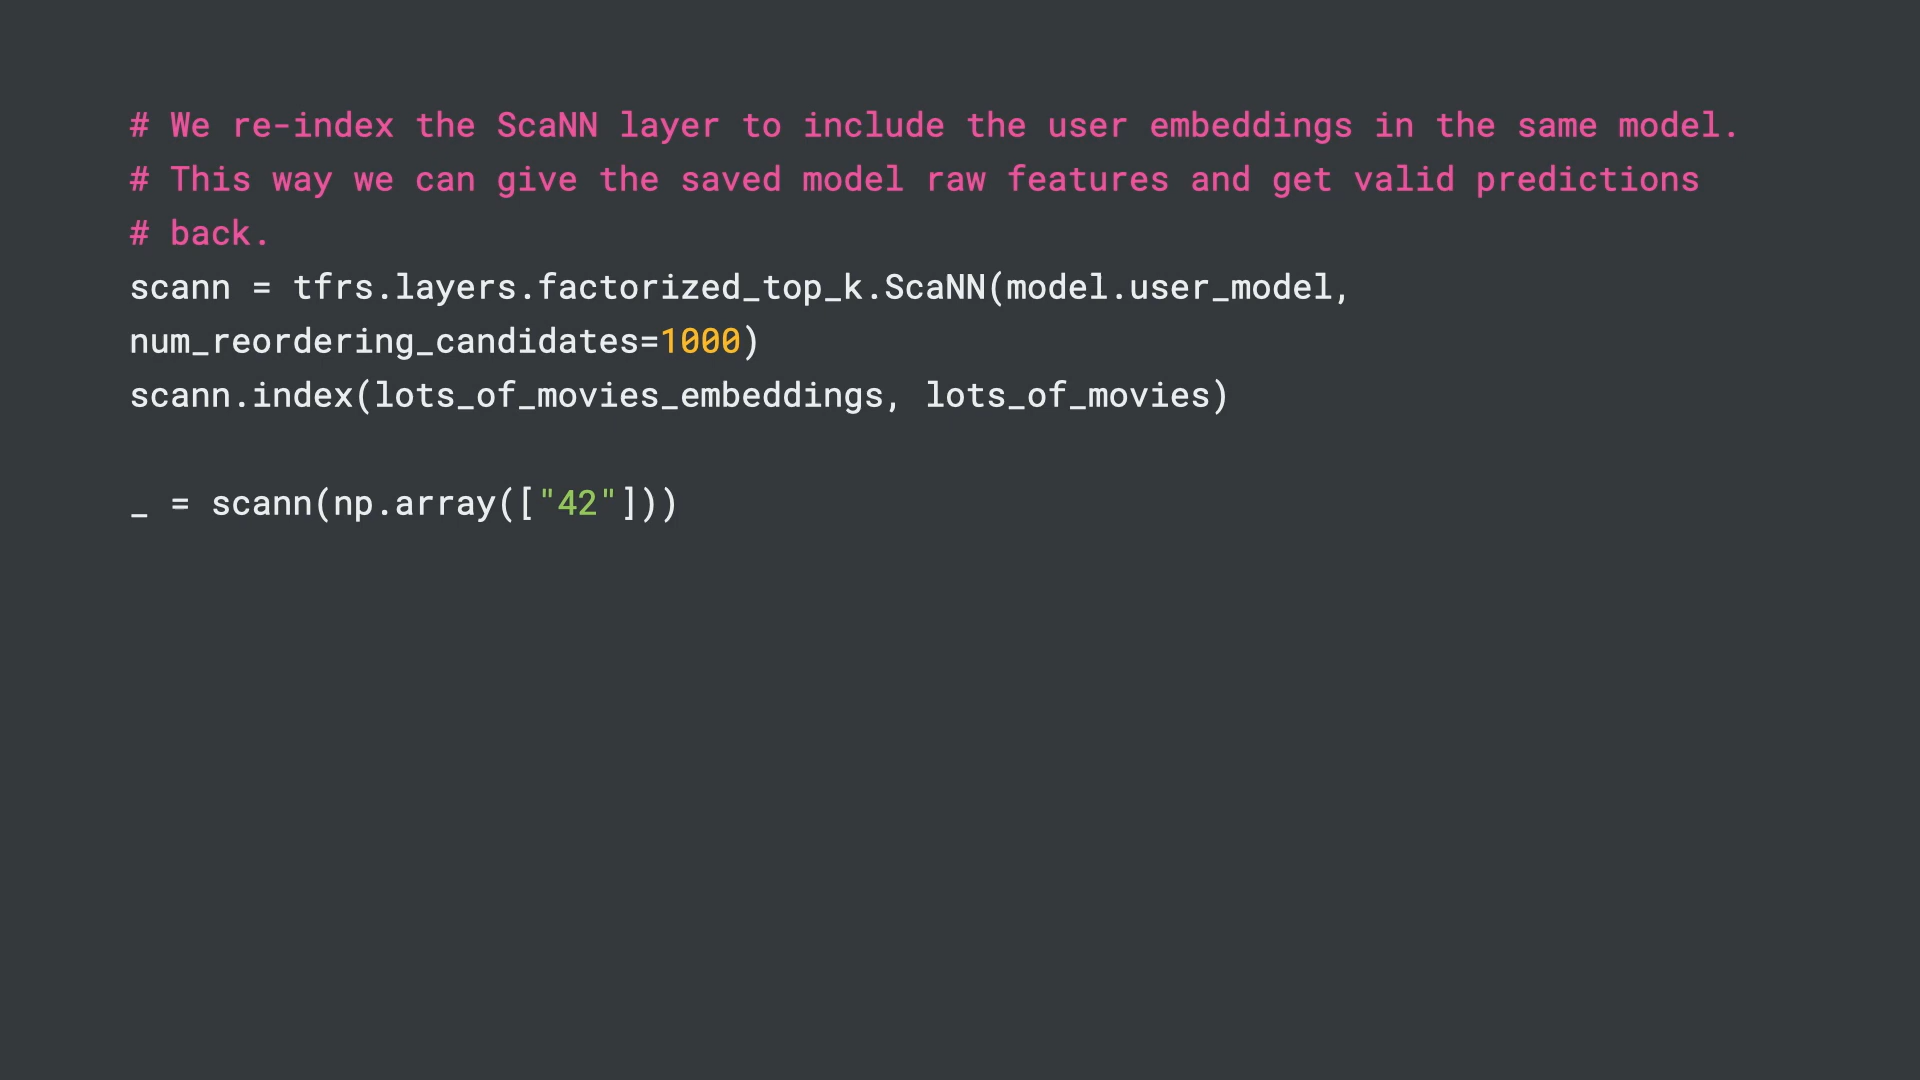 # We re-index the ScaNN layer to include the user embeddings in the same model.
# This way we can give the saved model raw features and get valid predictions
# back.
scann = tfrs.layers.factorized_top_k.ScaNN(model.user_model,
num_reordering_candidates=1000)
scann.index(lots_of_movies_embeddings, lots_of_movies)
_ = scann(np.array(["42"]))